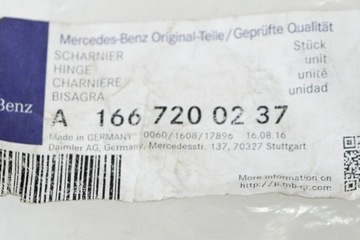 Mercedes-Benz Original-Teile/Geprüfte Qualität
SCHARNIER Stück
HINGE unit
CHARNIERE unité
BISAGRA unidad
Benz
A 166 720 02 37
Made in GERMANY 0060/1608/17896 16.08.16
Daimler AG, Germany, Mercedesstr. 137, 70327 Stuttgart
More information on